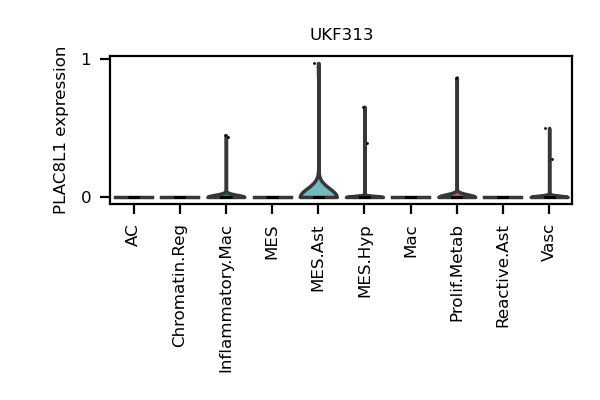 UKF313
PLAC8L1 expression
1
0
AC
Chromatin.Reg
Inflammatory.Mac
MES
MES.Ast
MES.Hyp
Mac
Prolif.Metab
Reactive.Ast
Vasc